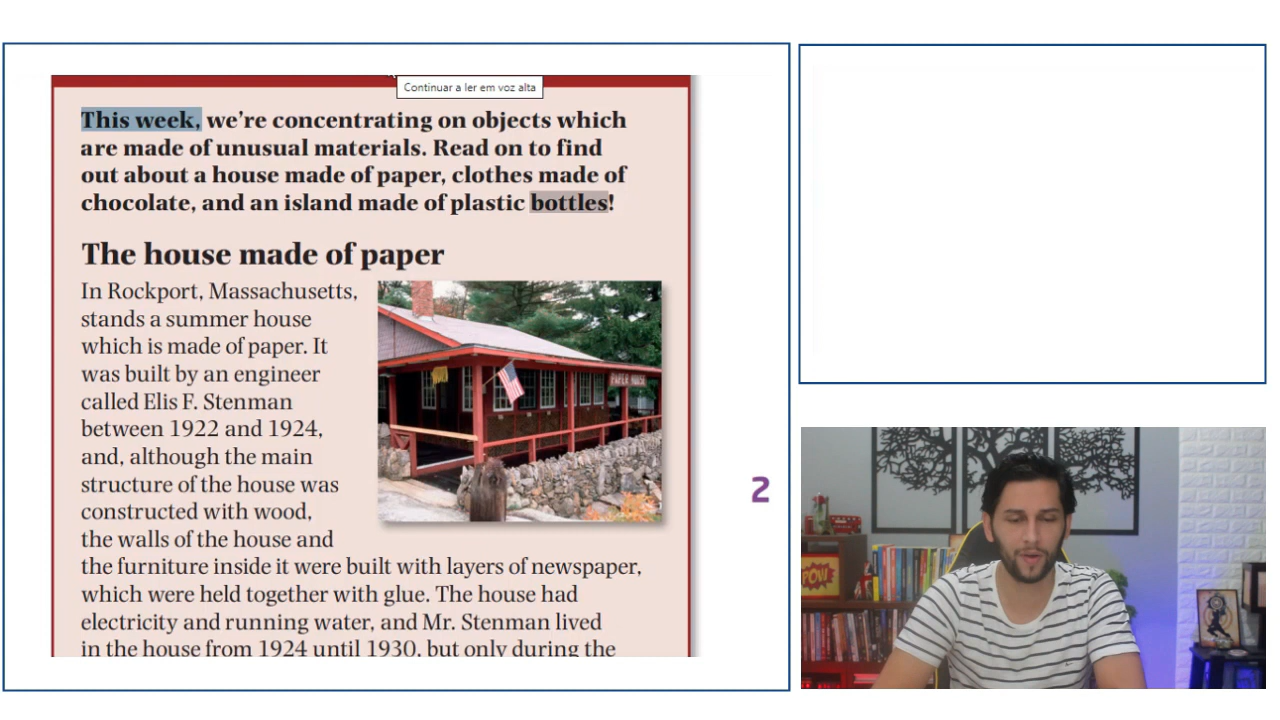 Continuar a ler em voz alta
This week, we're concentrating on objects which
are made of unusual materials. Read on to find
out about a house made of paper, clothes made of
chocolate, and an island made of plastic bottles!
The house made of paper
In Rockport, Massachusetts,
stands a summer house
which is made of paper. It
was built by an engineer
called Elis F. Stenman
between 1922 and 1924,
and, although the main
structure of the house was
constructed with wood,
the walls of the house and
the furniture inside it were built with layers of newspaper,
which were held together with glue. The house had
electricity and running water, and Mr. Stenman lived
in the house from 1924 until 1930, but only during the
PAPER HOUSE
2
POW!